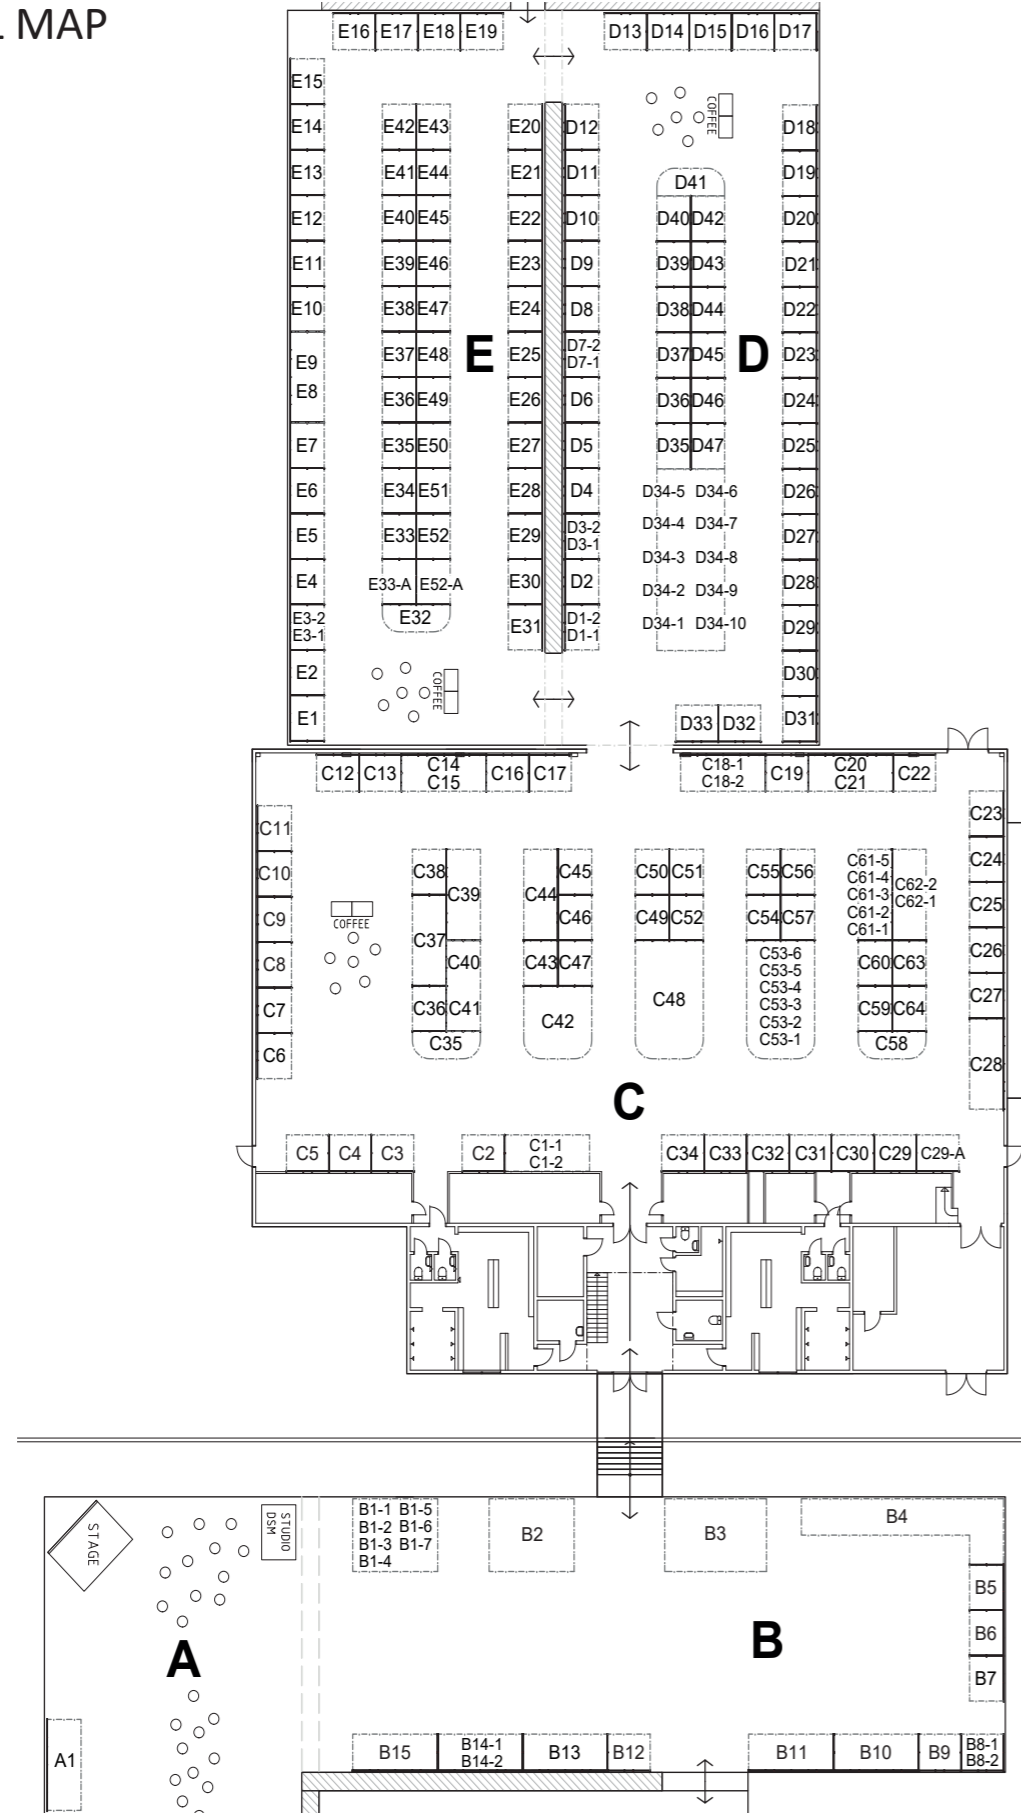 MAP
E16 E17 E18 E19
D13 D14 D15 D16 D17
E15
COFFEE
E14 E42 E43 E20 D12 D18
E13 E41 E44 E21 D11 D19
D41
E12 E40 E45 E22 D10 D40 D42 D20
E11 E39 E46 E23 D9 D39 D43 D21
E10 E38 E47 E24 D8 D38 D44 D22
E9
E8
E37 E48 E E25 D7-2
D7-1
D37 D45 D D23
E36 E49 E26 D6 D36 D46 D24
E7 E35 E50 E27 D5 D35 D47 D25
E6 E34 E51 E28 D4 D34-5 D34-6 D26
E5 E33 E52 E29 D3-2
D3-1
D34-4 D34-7 D27
D34-3 D34-8
E4 E33-A E52-A E30 D2 D34-2 D34-9 D28
E3-2
E3-1
E32 E31 D1-2
D1-1
D34-1 D34-10 D29
E2 COFFEE D30
E1 D33 D32 D31
C12 C13 C14
C15
C16 C17
C18-1
C18-2
C19 C20
C21
C22
C11 C23
C10 C38 C39 C45 C50 C51 C55 C56 C24
C44
C61-5
C61-4
C61-3
C61-2
C61-1
C62-2
C62-1
C9 COFFEE C37 C46 C49 C52 C54 C57 C25
C8 C40 C43 C47 C60 C63 C26
C53-6
C53-5
C53-4
C53-3
C53-2
C53-1
C7 C36 C41 C42 C48 C59 C64 C27
C6 C35 C58 C28
C
C5 C4 C3 C2 C1-1
C1-2
C34 C33 C32 C31 C30 C29 C29-A
STAGE
STUDIO
DSM
B1-1 B1-5
B1-2 B1-6
B1-3 B1-7
B1-4
B2 B3 B4
B5
B6
A B
B7
A1 B15 B14-1
B14-2
B13 B12 B11 B10 B9 B8-1
B8-2